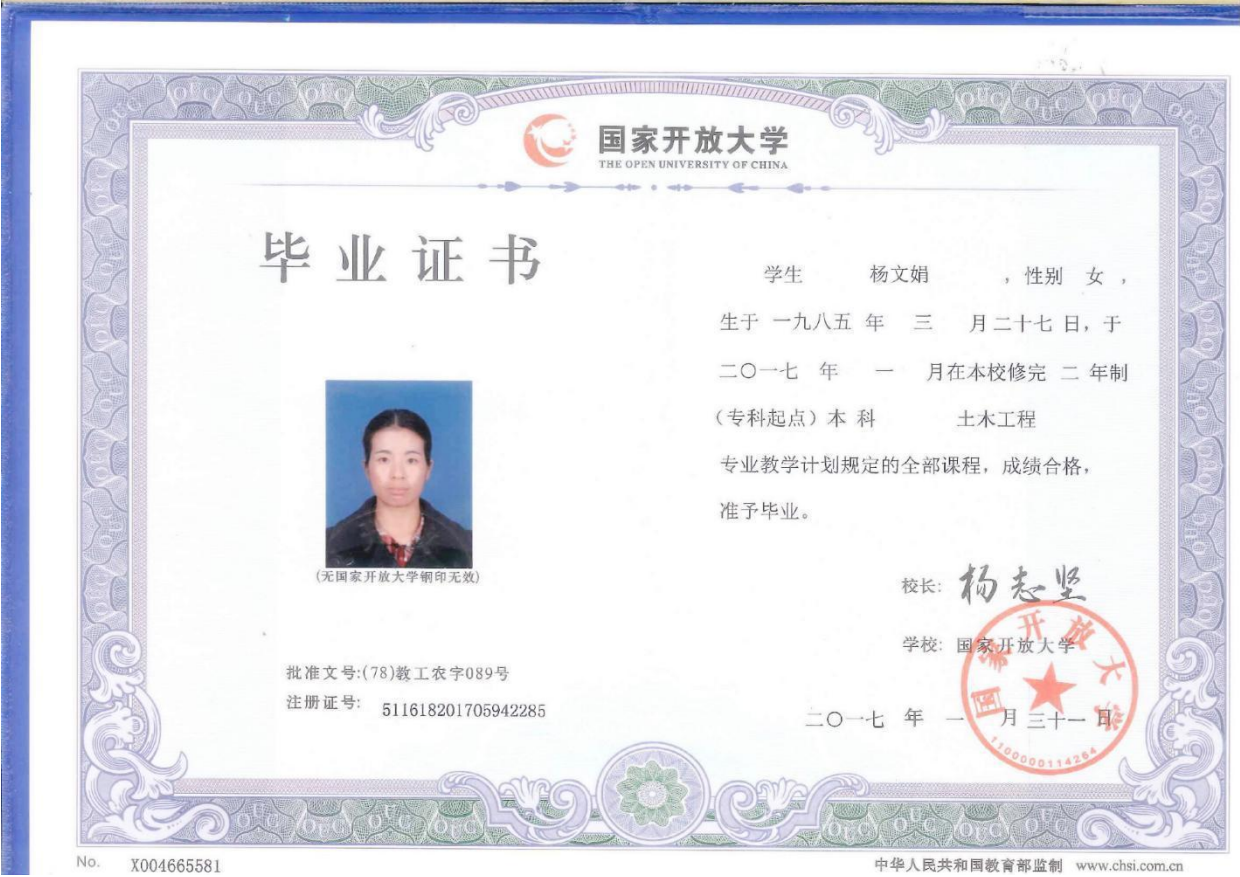 国家开放大学
THE OPEN UNIVERSITY OF CHINA
毕业证书
学生 杨文娟 ，性别 女 ，
生于 一九八五 年 三 月二十七 日，于
二〇一七 年 一 月在本校修完 二 年制
（专科起点）本 科 土木工程
专业教学计划规定的全部课程，成绩合格，
准予毕业。
(无国家开放大学钢印无效)
校长: 杨志坚
学校: 国家开放大学
批准文号:(78)教工农字089号
注册证号: 511618201705942285
二〇一七 年 一 月 三十一 日
国家开放大学
1100000114264
No. X004665581
中华人民共和国教育部监制 www.chsi.com.cn